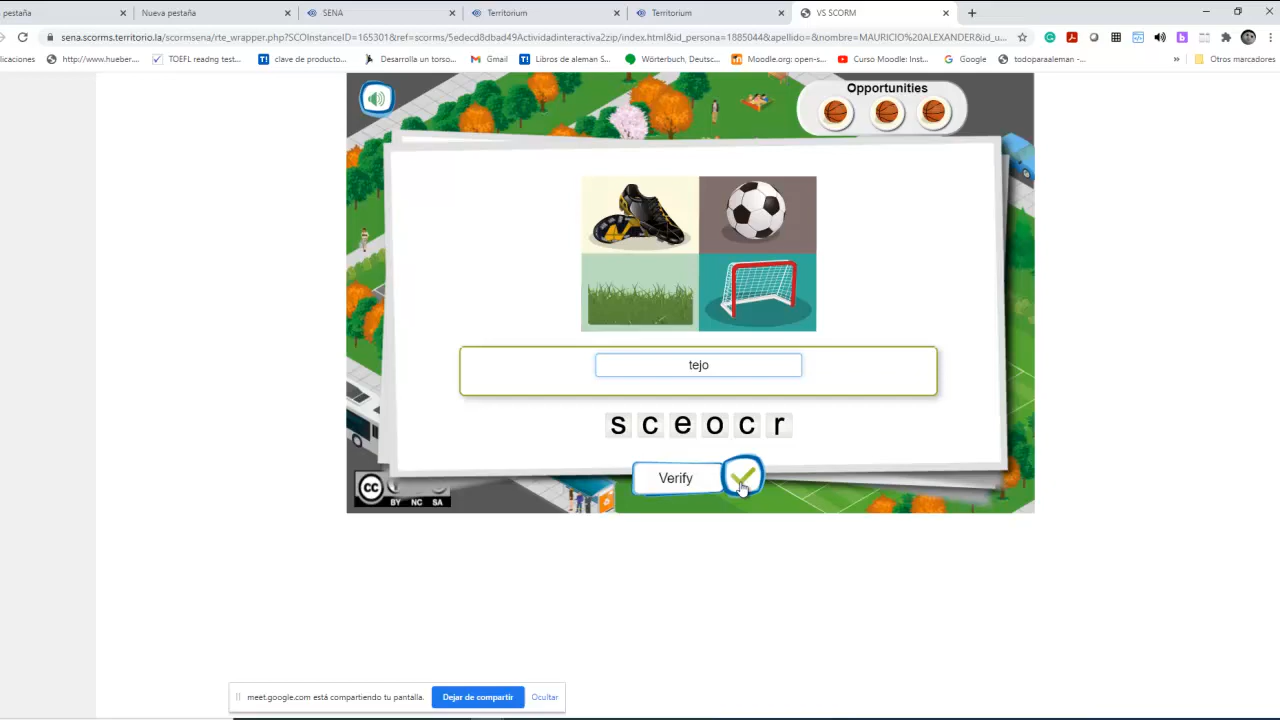 pestaña
Nueva pestaña
SENA
Territorium
Territorium
VS SCORM
sena.scorms.territorio.la/scormsena/rte_wrapper.php?SCOInstanceID=165301&ref=scorms/5edecd8dbad49Actividadinteractiva2zip/index.html&id_persona=1885044&apellido=&nombre=MAURICIO%20ALEXANDER&id_u...
licaciones
http://www.hueber...
TOEFL readng test...
clave de producto...
Desarrolla un torso...
Gmail
Libros de aleman S...
Wörterbuch, Deutsc...
Moodle.org: open-s...
Curso Moodle: Inst...
Google
todoparaaleman -...
»
Otros marcadores
Opportunities
tejo
s c e o c r
Verify
cc
BY NC SA
meet.google.com está compartiendo tu pantalla.
Dejar de compartir
Ocultar